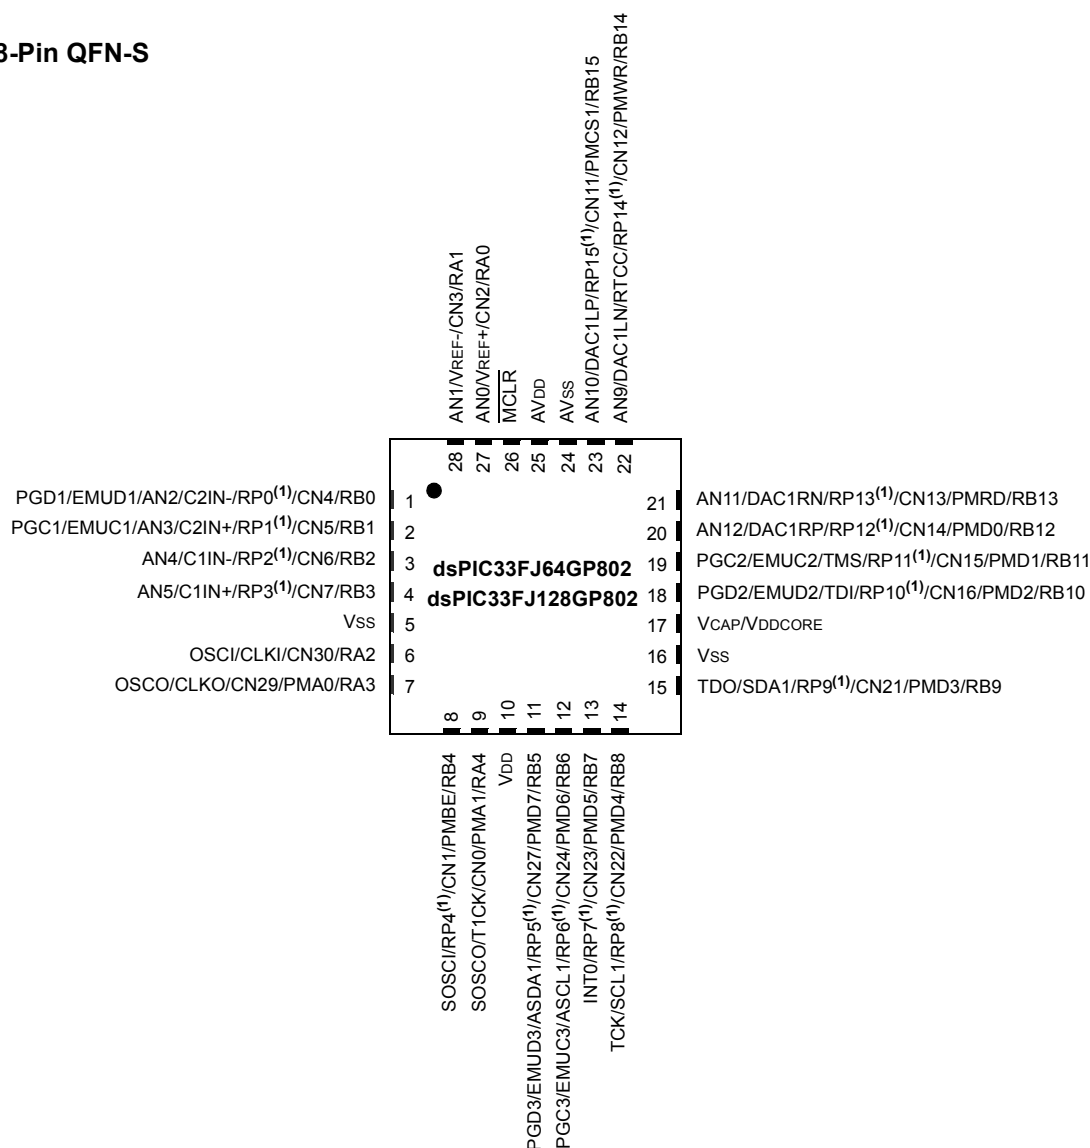 8-Pin QFN-S
AN1/VREF-/CN3/RA1
AN0/VREF+/CN2/RA0
MCLR
AVDD
AVSS
AN10/DAC1LP/RP15(1)/CN11/PMCS1/RB15
AN9/DAC1LN/RTCC/RP14(1)/CN12/PMWR/RB14
28 27 26 25 24 23 22
PGD1/EMUD1/AN2/C2IN-/RP0(1)/CN4/RB0 1
PGC1/EMUC1/AN3/C2IN+/RP1(1)/CN5/RB1 2
AN4/C1IN-/RP2(1)/CN6/RB2 3
AN5/C1IN+/RP3(1)/CN7/RB3 4
VSS 5
OSCI/CLKI/CN30/RA2 6
OSCO/CLKO/CN29/PMA0/RA3 7
dsPIC33FJ64GP802
dsPIC33FJ128GP802
21 AN11/DAC1RN/RP13(1)/CN13/PMRD/RB13
20 AN12/DAC1RP/RP12(1)/CN14/PMD0/RB12
19 PGC2/EMUC2/TMS/RP11(1)/CN15/PMD1/RB11
18 PGD2/EMUD2/TDI/RP10(1)/CN16/PMD2/RB10
17 VCAP/VDDCORE
16 VSS
15 TDO/SDA1/RP9(1)/CN21/PMD3/RB9
8 9 10 11 12 13 14
SOSCI/RP4(1)/CN1/PMBE/RB4
SOSCO/T1CK/CN0/PMA1/RA4
VDD
PGD3/EMUD3/ASDA1/RP5(1)/CN27/PMD7/RB5
PGC3/EMUC3/ASCL1/RP6(1)/CN24/PMD6/RB6
INT0/RP7(1)/CN23/PMD5/RB7
TCK/SCL1/RP8(1)/CN22/PMD4/RB8